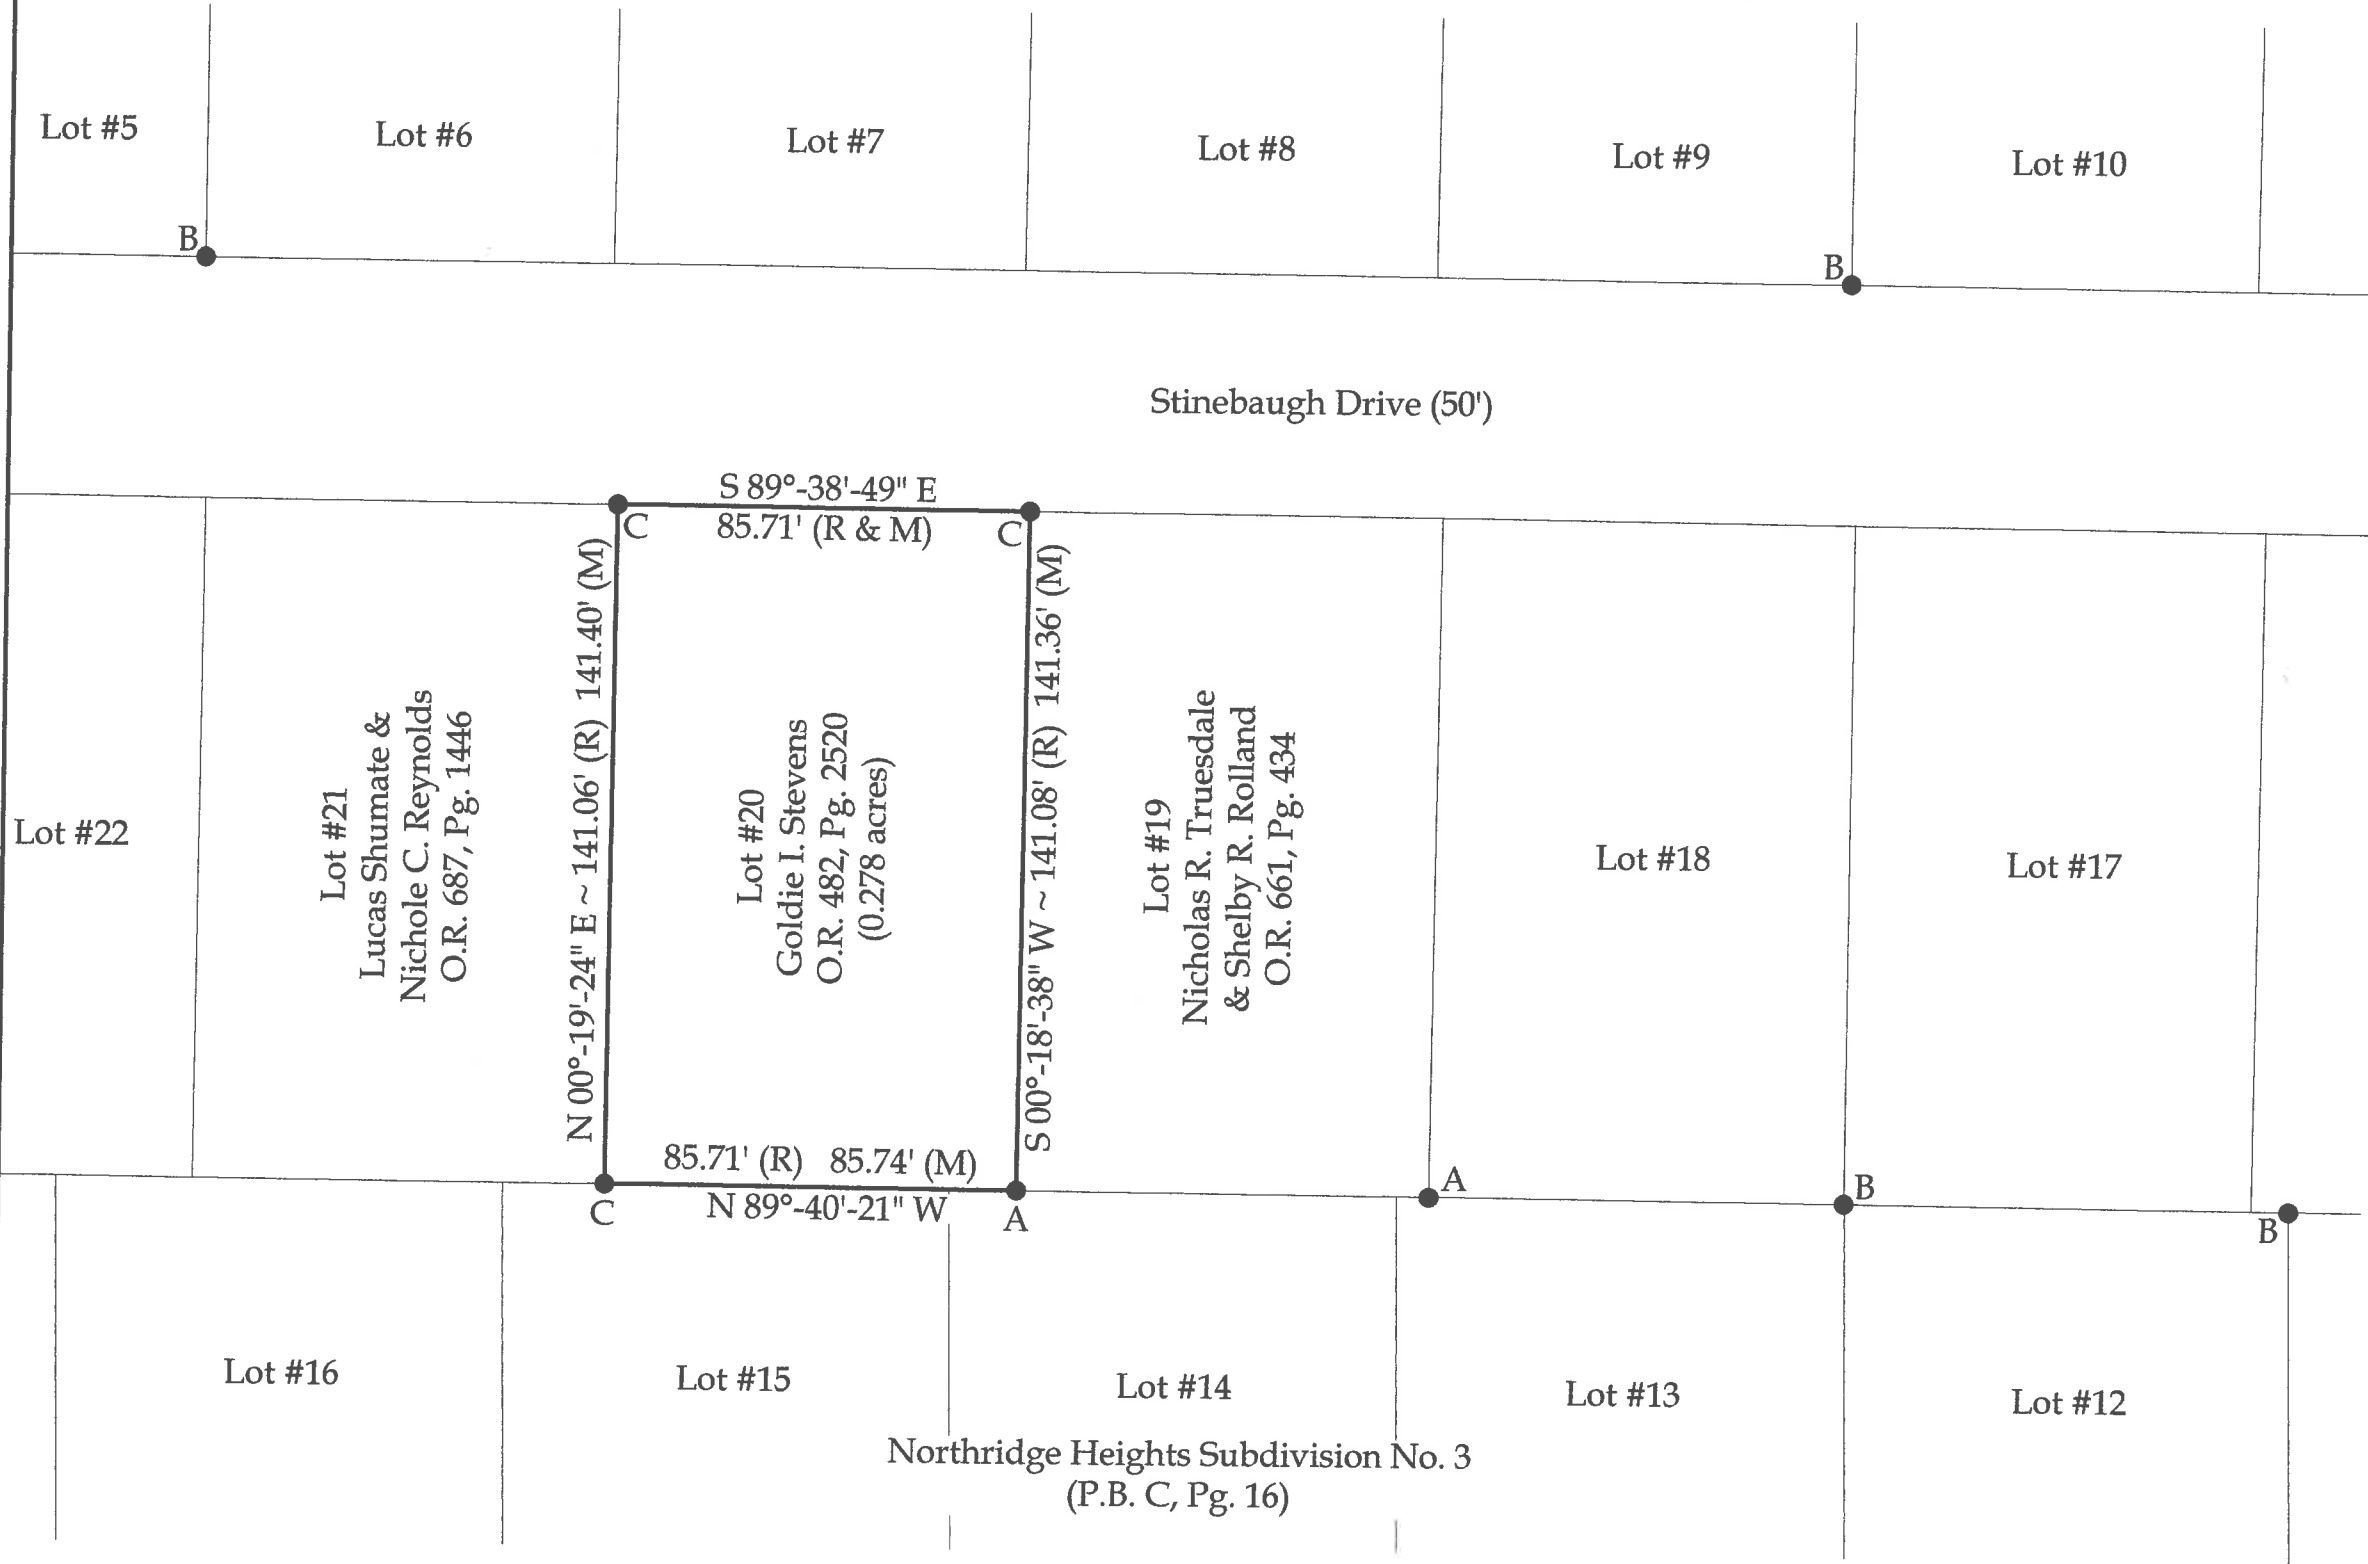 Lot #5
Lot #6
Lot #7
Lot #8
Lot #9
Lot #10
B
B
Stinebaugh Drive (50')
S 89°-38'-49" E
C
85.71' (R & M)
C
N 00°-19'-24" E ~ 141.06' (R) 141.40' (M)
S 00°-18'-38" W ~ 141.08' (R) 141.36' (M)
Lot #22
Lot #21
Lucas Shumate &
Nichole C. Reynolds
O.R. 687, Pg. 1446
Lot #20
Goldie I. Stevens
O.R. 482, Pg. 2520
(0.278 acres)
Lot #19
Nicholas R. Truesdale
& Shelby R. Rolland
O.R. 661, Pg. 434
Lot #18
Lot #17
85.71' (R) 85.74' (M)
C
N 89°-40'-21" W
A
A
B
B
Lot #16
Lot #15
Lot #14
Lot #13
Lot #12
Northridge Heights Subdivision No. 3
(P.B. C, Pg. 16)